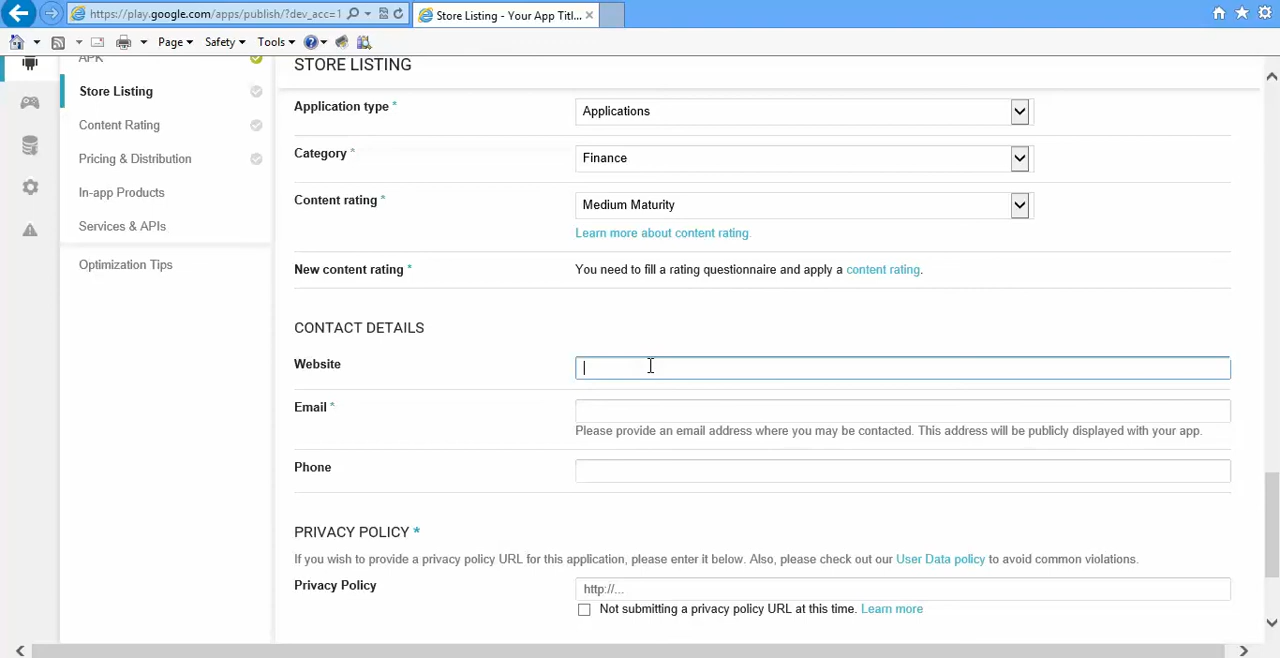 https://play.google.com/apps/publish/?dev_acc=1
Store Listing - Your App Titl...
Page
Safety
Tools
APK
Store Listing
Content Rating
Pricing & Distribution
In-app Products
Services & APIs
Optimization Tips
STORE LISTING
Application type *
Applications
Category *
Finance
Content rating *
Medium Maturity
Learn more about content rating.
New content rating *
You need to fill a rating questionnaire and apply a content rating.
CONTACT DETAILS
Website
Email *
Please provide an email address where you may be contacted. This address will be publicly displayed with your app.
Phone
PRIVACY POLICY *
If you wish to provide a privacy policy URL for this application, please enter it below. Also, please check out our User Data policy to avoid common violations.
Privacy Policy
http://...
Not submitting a privacy policy URL at this time. Learn more